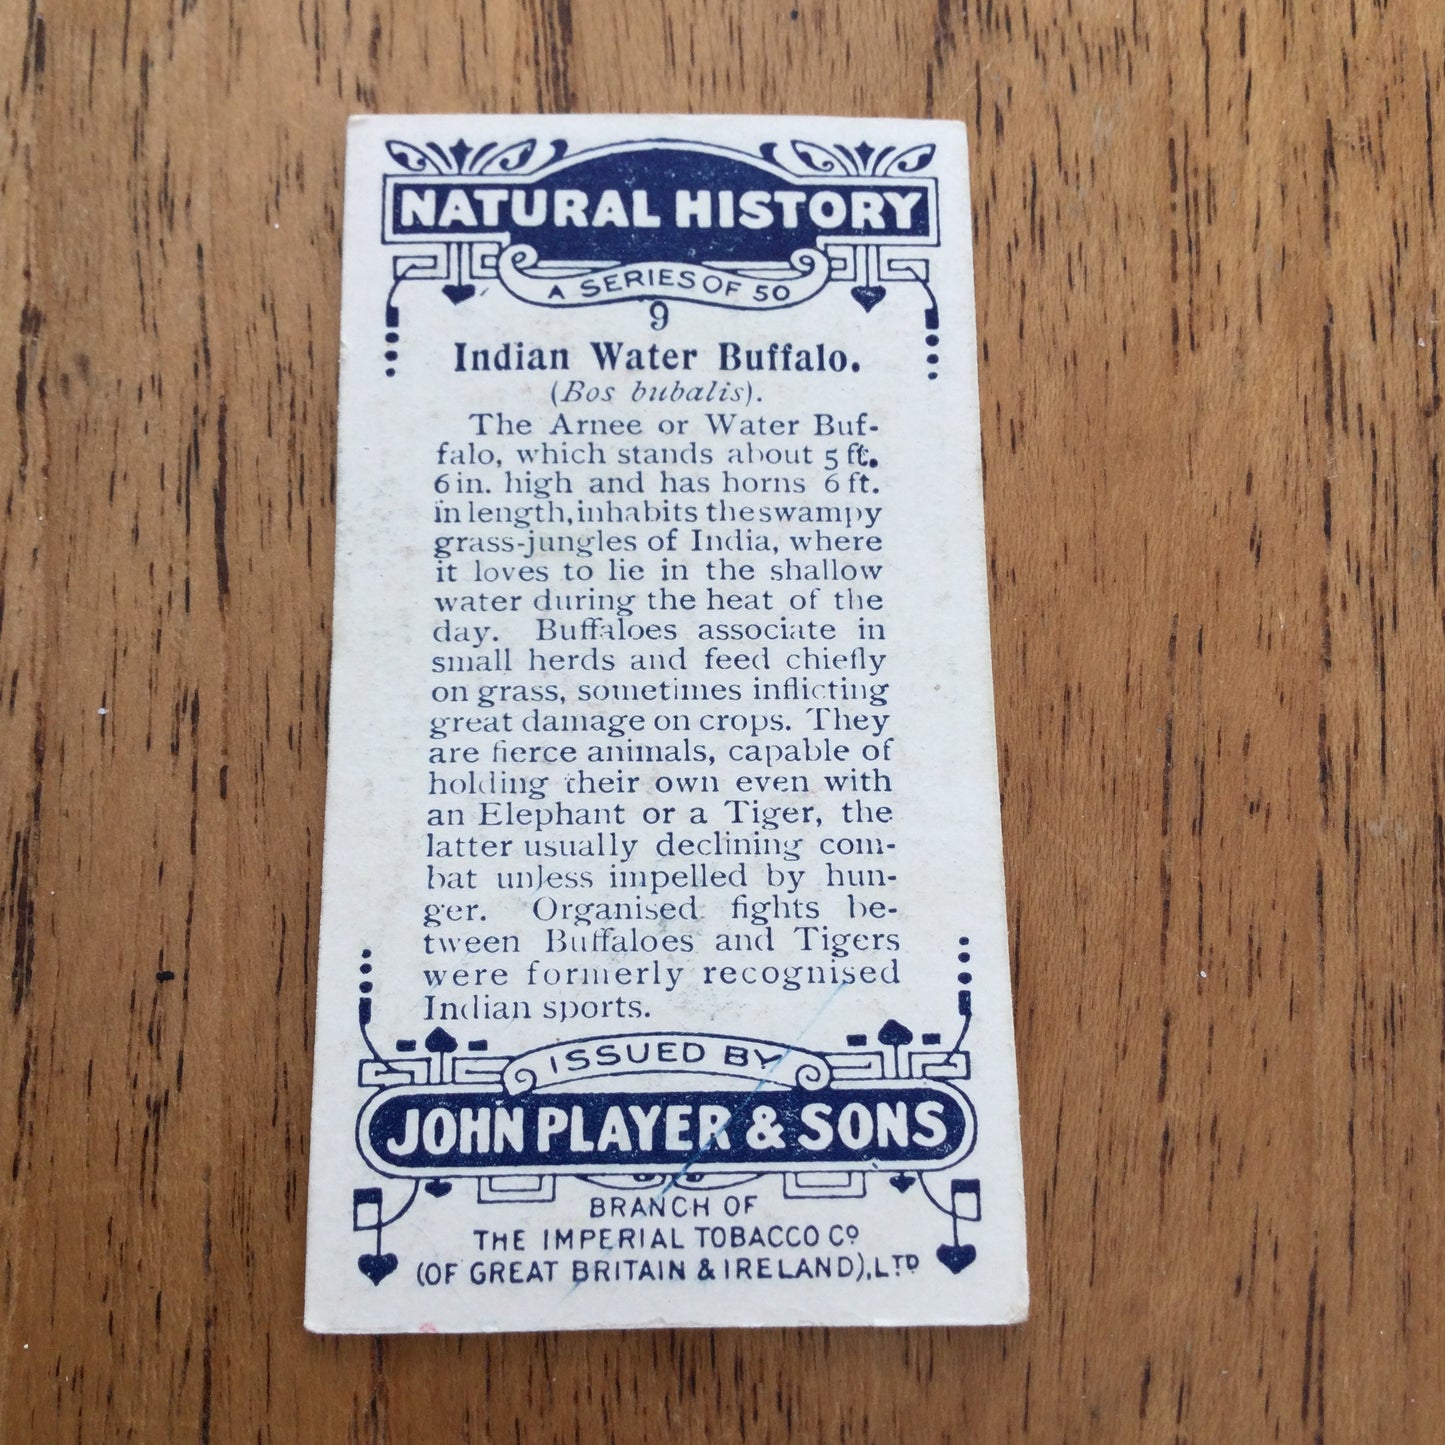 NATURAL HISTORY
A SERIES OF 50
9
Indian Water Buffalo.
(Bos bubalis).
The Arnee or Water Buf-
falo, which stands about 5 ft.
6 in. high and has horns 6 ft.
in length, inhabits the swampy
grass-jungles of India, where
it loves to lie in the shallow
water during the heat of the
day. Buffaloes associate in
small herds and feed chiefly
on grass, sometimes inflicting
great damage on crops. They
are fierce animals, capable of
holding their own even with
an Elephant or a Tiger, the
latter usually declining com-
bat unless impelled by hun-
ger. Organised fights be-
tween Buffaloes and Tigers
were formerly recognised
Indian sports.
ISSUED BY
JOHN PLAYER & SONS
BRANCH OF
THE IMPERIAL TOBACCO Cº
(OF GREAT BRITAIN & IRELAND), LTD